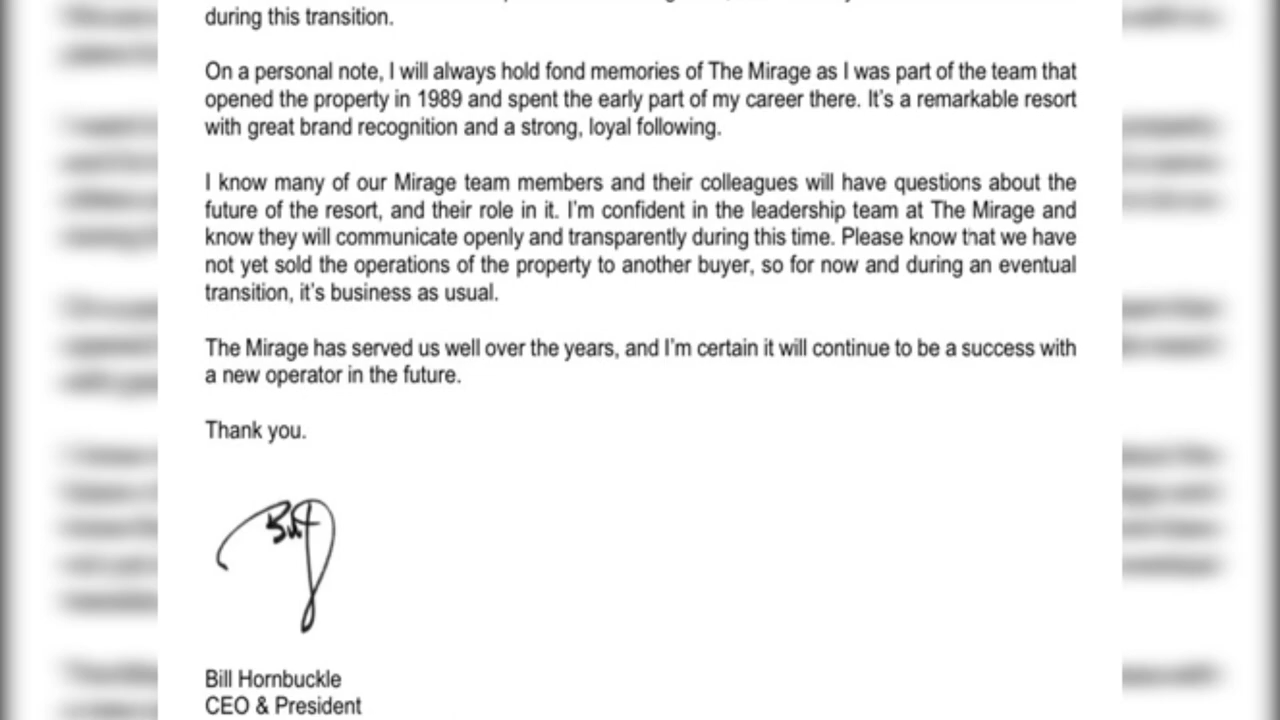 during this transition.
On a personal note, I will always hold fond memories of The Mirage as I was part of the team that
opened the property in 1989 and spent the early part of my career there. It's a remarkable resort
with great brand recognition and a strong, loyal following.
I know many of our Mirage team members and their colleagues will have questions about the
future of the resort, and their role in it. I'm confident in the leadership team at The Mirage and
know they will communicate openly and transparently during this time. Please know that we have
not yet sold the operations of the property to another buyer, so for now and during an eventual
transition, it's business as usual.
The Mirage has served us well over the years, and I'm certain it will continue to be a success with
a new operator in the future.
Thank you.
Bill
Bill Hornbuckle
CEO & President